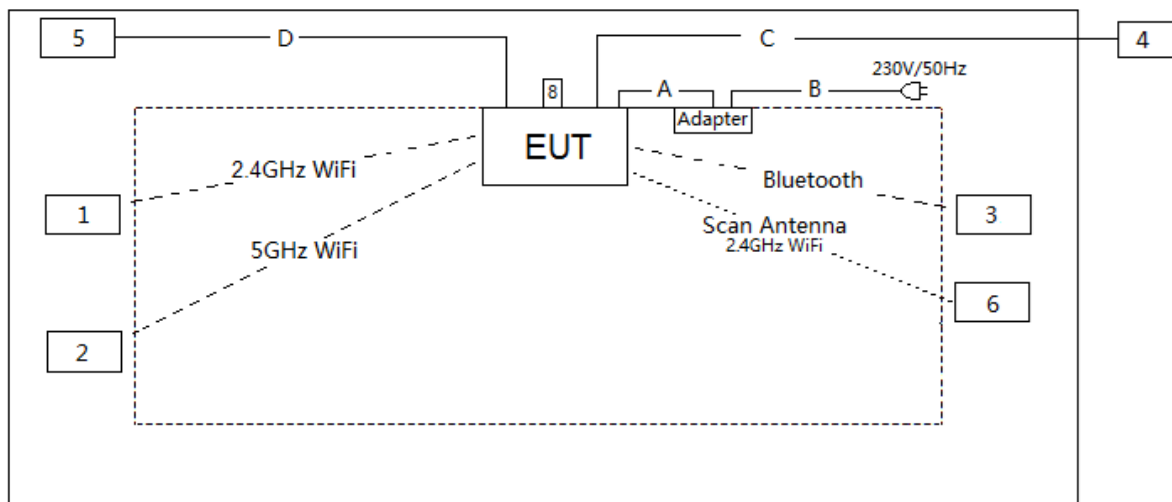 5
D
C
4
230V/50Hz
8
A
B
Adapter
EUT
2.4GHz WiFi
Bluetooth
1
3
Scan Antenna
2.4GHz WiFi
5GHz WiFi
6
2